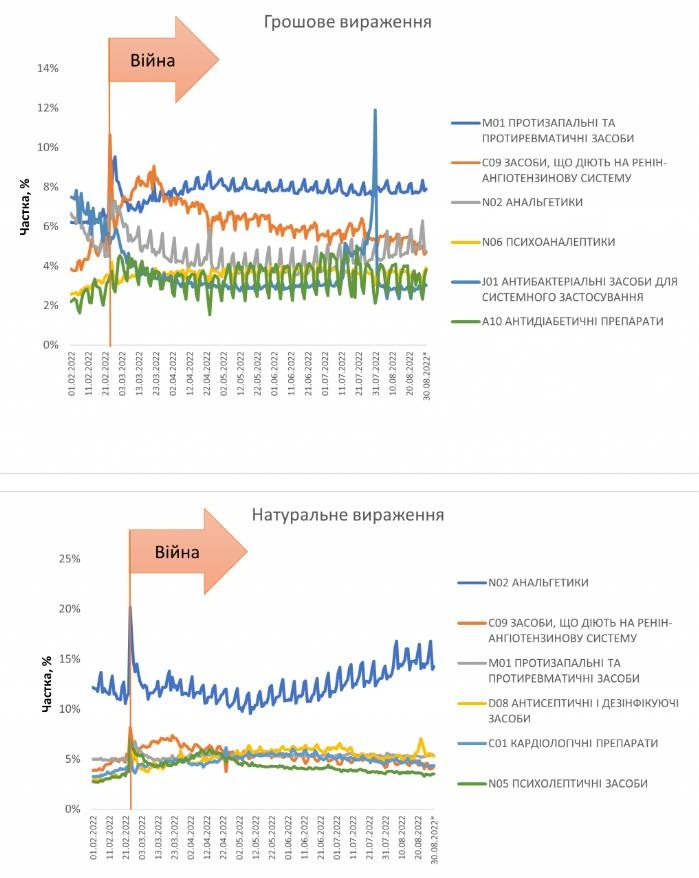 Грошове вираження
Війна
14%
12%
10%
8%
6%
4%
2%
0%
Частка, %
01.02.2022
11.02.2022
21.02.2022
03.03.2022
13.03.2022
23.03.2022
02.04.2022
12.04.2022
22.04.2022
02.05.2022
12.05.2022
22.05.2022
01.06.2022
11.06.2022
21.06.2022
01.07.2022
11.07.2022
21.07.2022
31.07.2022
10.08.2022
20.08.2022
30.08.2022*
М01 ПРОТИЗАПАЛЬНІ ТА
ПРОТИРЕВМАТИЧНІ ЗАСОБИ
С09 ЗАСОБИ, ЩО ДІЮТЬ НА РЕНІН-
АНГІОТЕНЗИНОВУ СИСТЕМУ
N02 АНАЛЬГЕТИКИ
N06 ПСИХОАНАЛЕПТИКИ
J01 АНТИБАКТЕРІАЛЬНІ ЗАСОБИ ДЛЯ
СИСТЕМНОГО ЗАСТОСУВАННЯ
А10 АНТИДІАБЕТИЧНІ ПРЕПАРАТИ
Натуральне вираження
Війна
25%
20%
15%
10%
5%
0%
Частка, %
01.02.2022
11.02.2022
21.02.2022
03.03.2022
13.03.2022
23.03.2022
02.04.2022
12.04.2022
22.04.2022
02.05.2022
12.05.2022
22.05.2022
01.06.2022
11.06.2022
21.06.2022
01.07.2022
11.07.2022
21.07.2022
31.07.2022
10.08.2022
20.08.2022
30.08.2022*
N02 АНАЛЬГЕТИКИ
С09 ЗАСОБИ, ЩО ДІЮТЬ НА РЕНІН-
АНГІОТЕНЗИНОВУ СИСТЕМУ
М01 ПРОТИЗАПАЛЬНІ ТА
ПРОТИРЕВМАТИЧНІ ЗАСОБИ
D08 АНТИСЕПТИЧНІ І ДЕЗІНФІКУЮЧІ
ЗАСОБИ
С01 КАРДІОЛОГІЧНІ ПРЕПАРАТИ
N05 ПСИХОЛЕПТИЧНІ ЗАСОБИ